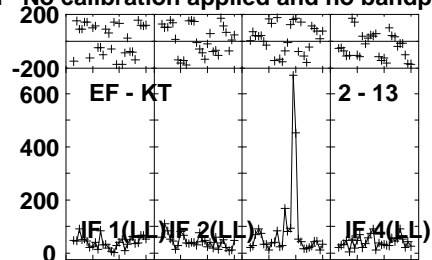 No calibration applied and no bandp
200
-200
600
EF - KT
2 - 13
400
200
IF 1(LL)
IF 2(LL)
IF 4(LL)
0